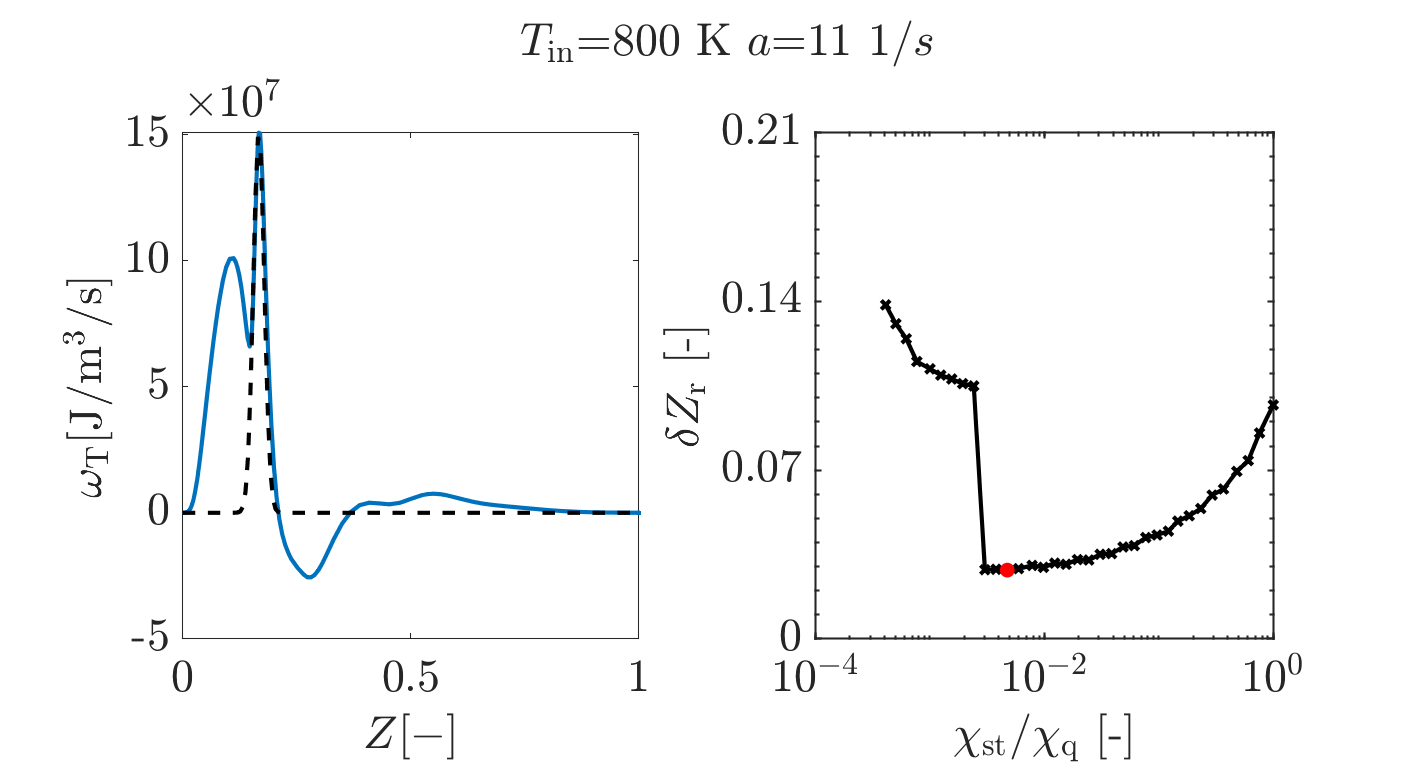 T_in=800 K a=11 1/s
×10^7
15
10
5
0
-5
0 0.5 1
Z[−]
ω_T[J/m^3/s]
0.21
0.14
0.07
0
10^−4 10^−2 10^0
χ_st/χ_q [-]
δZ_r [-]